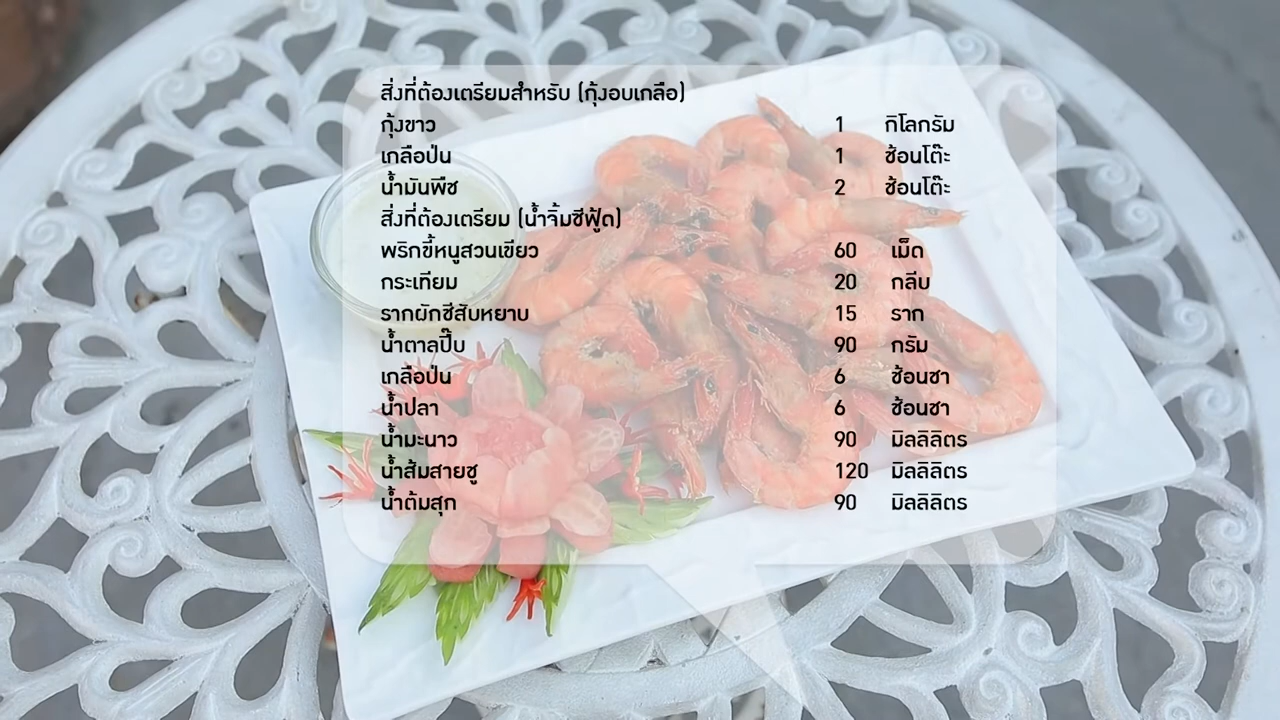 สิ่งที่ต้องเตรียมสำหรับ (กุ้งอบเกลือ)
กุ้งขาว 1 กิโลกรัม
เกลือป่น 1 ช้อนโต๊ะ
น้ำมันพืช 2 ช้อนโต๊ะ
สิ่งที่ต้องเตรียม (น้ำจิ้มซีฟู้ด)
พริกขี้หนูสวนเขียว 60 เม็ด
กระเทียม 20 กลีบ
รากผักชีสับหยาบ 15 ราก
น้ำตาลปี๊บ 90 กรัม
เกลือป่น 6 ช้อนชา
น้ำปลา 6 ช้อนชา
น้ำมะนาว 90 มิลลิลิตร
น้ำส้มสายชู 120 มิลลิลิตร
น้ำต้มสุก 90 มิลลิลิตร